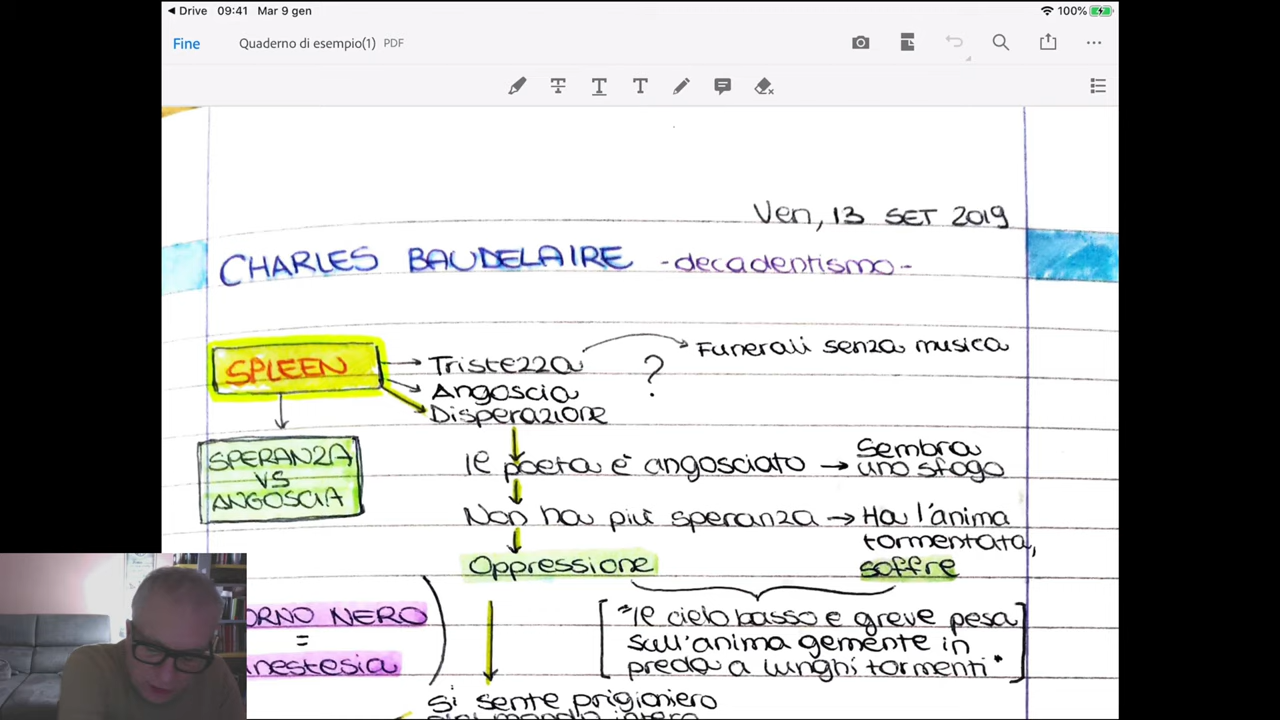 Drive 09:41 Mar 9 gen 100%
Fine Quaderno di esempio(1) PDF
Ven, 13 SET 2019
CHARLES BAUDELAIRE -decadentismo-
SPLEEN → Tristezza ? → Funerali senza musica
Angoscia
Disperazione
SPERANZA
VS
ANGOSCIA
Il poeta è angosciato → Sembra
uno sfogo
Non ha più speranza → Ha l'anima
tormentata,
soffre
Oppressione
ORNO NERO
=
anestesia
"Il cielo basso e greve pesa
sull'anima gemente in
preda a lunghi tormenti"
si sente prigioniero